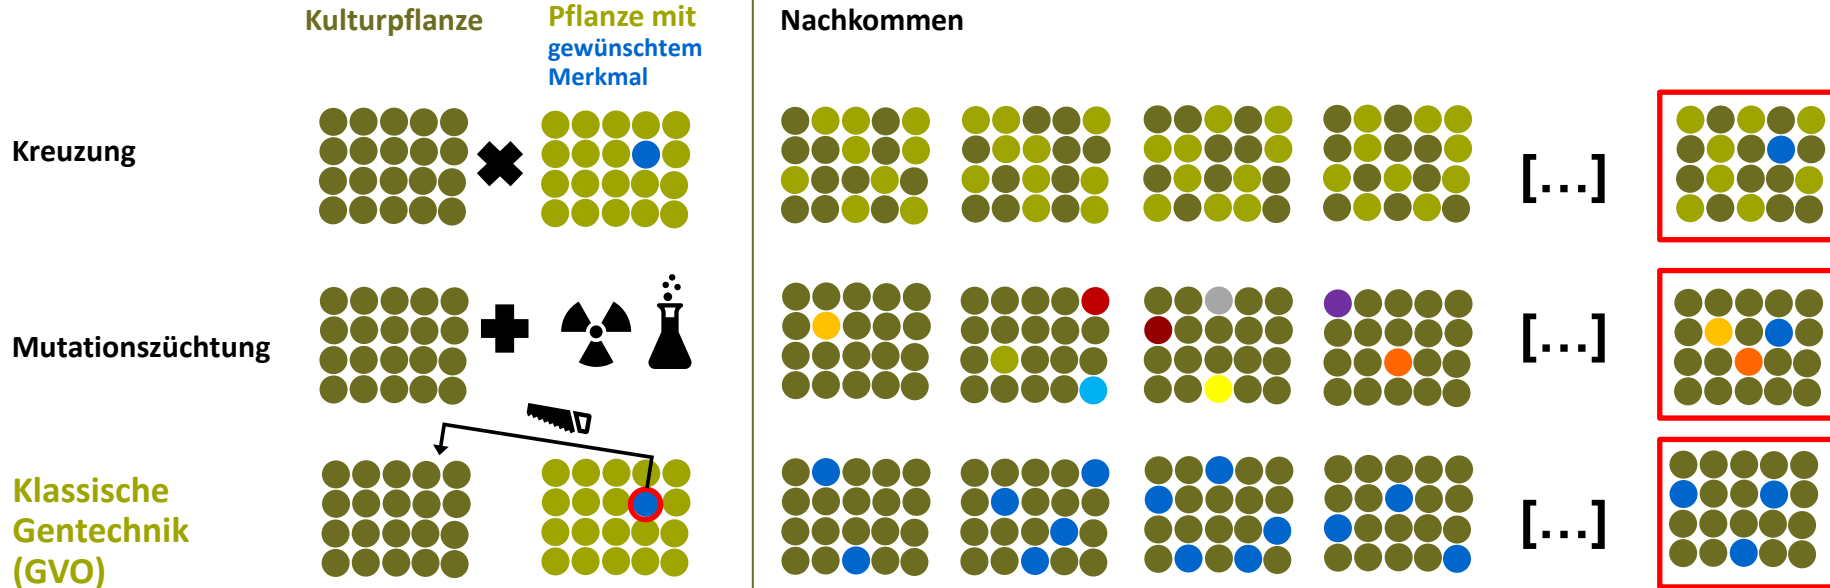 Kulturpflanze
Pflanze mit
gewünschtem
Merkmal
Nachkommen
Kreuzung
[...]
Mutationszüchtung
[...]
Klassische
Gentechnik
(GVO)
[...]